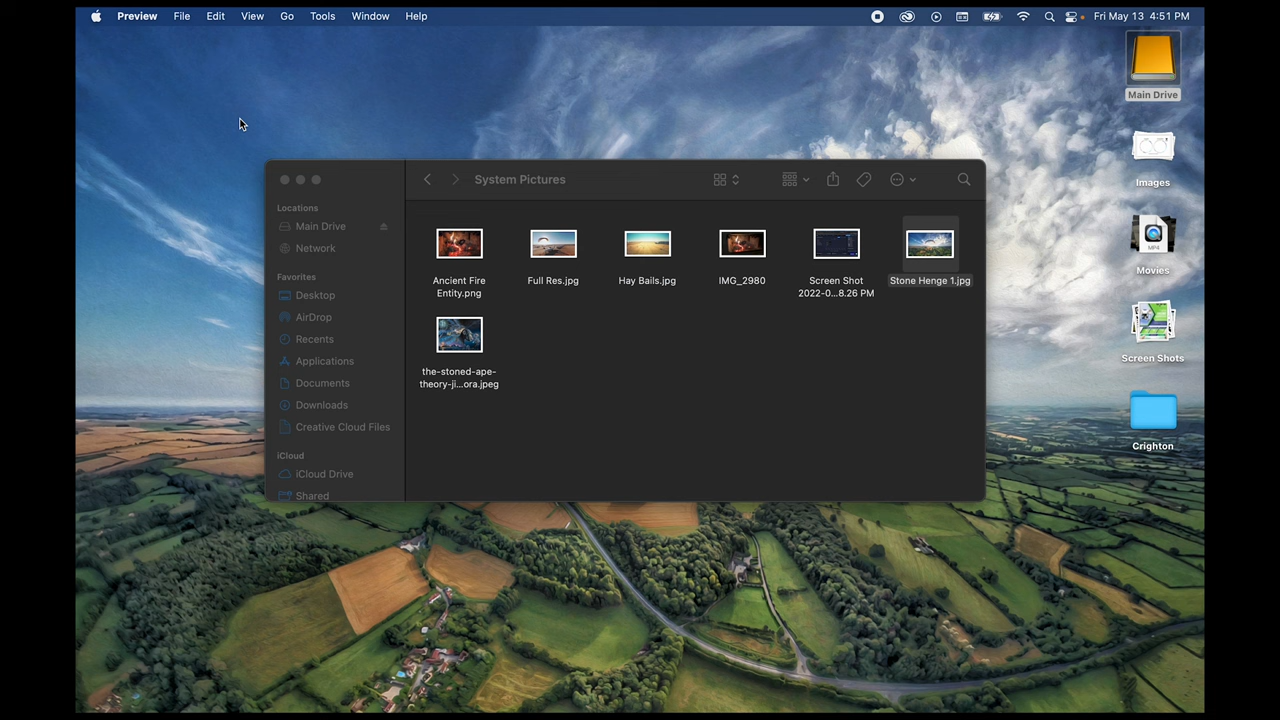 Preview File Edit View Go Tools Window Help Fri May 13 4:51 PM
Main Drive
Images
MP4
Movies
Screen Shots
Crighton
System Pictures
Locations
Main Drive
Network
Favorites
Desktop
AirDrop
Recents
Applications
Documents
Downloads
Creative Cloud Files
iCloud
iCloud Drive
Shared
Ancient Fire
Entity.png
Full Res.jpg
Hay Bails.jpg
IMG_2980
Screen Shot
2022-0...8.26 PM
Stone Henge 1.jpg
the-stoned-ape-
theory-ji...ora.jpeg